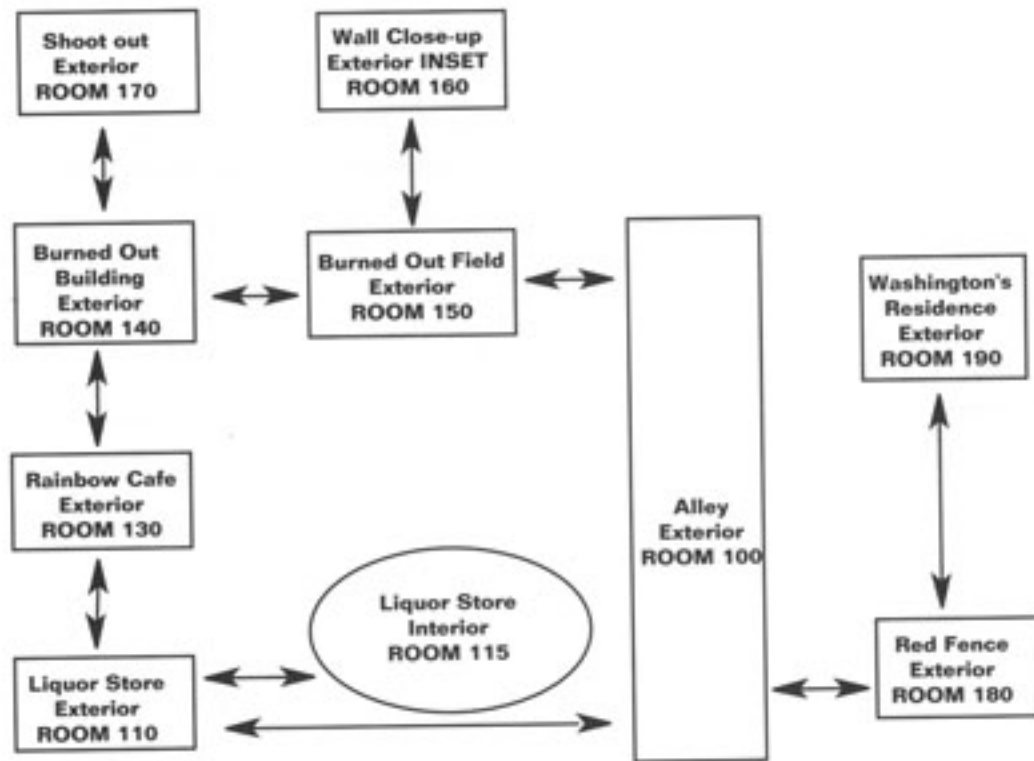 Shoot out
Exterior
ROOM 170
Wall Close-up
Exterior INSET
ROOM 160
Burned Out
Building
Exterior
ROOM 140
Burned Out Field
Exterior
ROOM 150
Washington's
Residence
Exterior
ROOM 190
Rainbow Cafe
Exterior
ROOM 130
Alley
Exterior
ROOM 100
Liquor Store
Interior
ROOM 115
Liquor Store
Exterior
ROOM 110
Red Fence
Exterior
ROOM 180